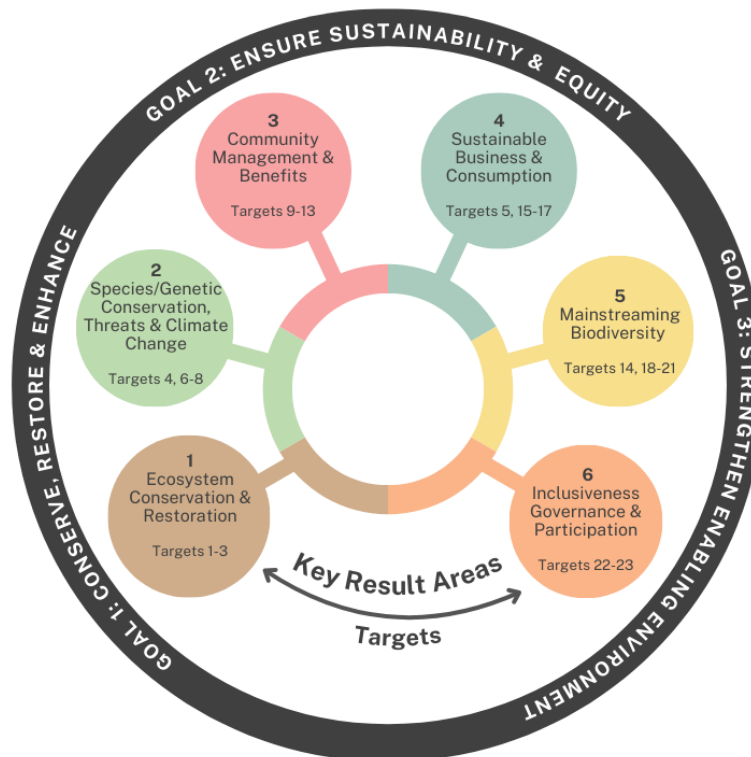 GOAL 2: ENSURE SUSTAINABILITY & EQUITY
GOAL 1: CONSERVE, RESTORE & ENHANCE
GOAL 3: STRENGTHEN ENABLING ENVIRONMENT
3
Community
Management &
Benefits
Targets 9-13
4
Sustainable
Business &
Consumption
Targets 5, 15-17
2
Species/Genetic
Conservation,
Threats & Climate
Change
Targets 4, 6-8
5
Mainstreaming
Biodiversity
Targets 14, 18-21
1
Ecosystem
Conservation &
Restoration
Targets 1-3
6
Inclusiveness
Governance &
Participation
Targets 22-23
Key Result Areas
Targets